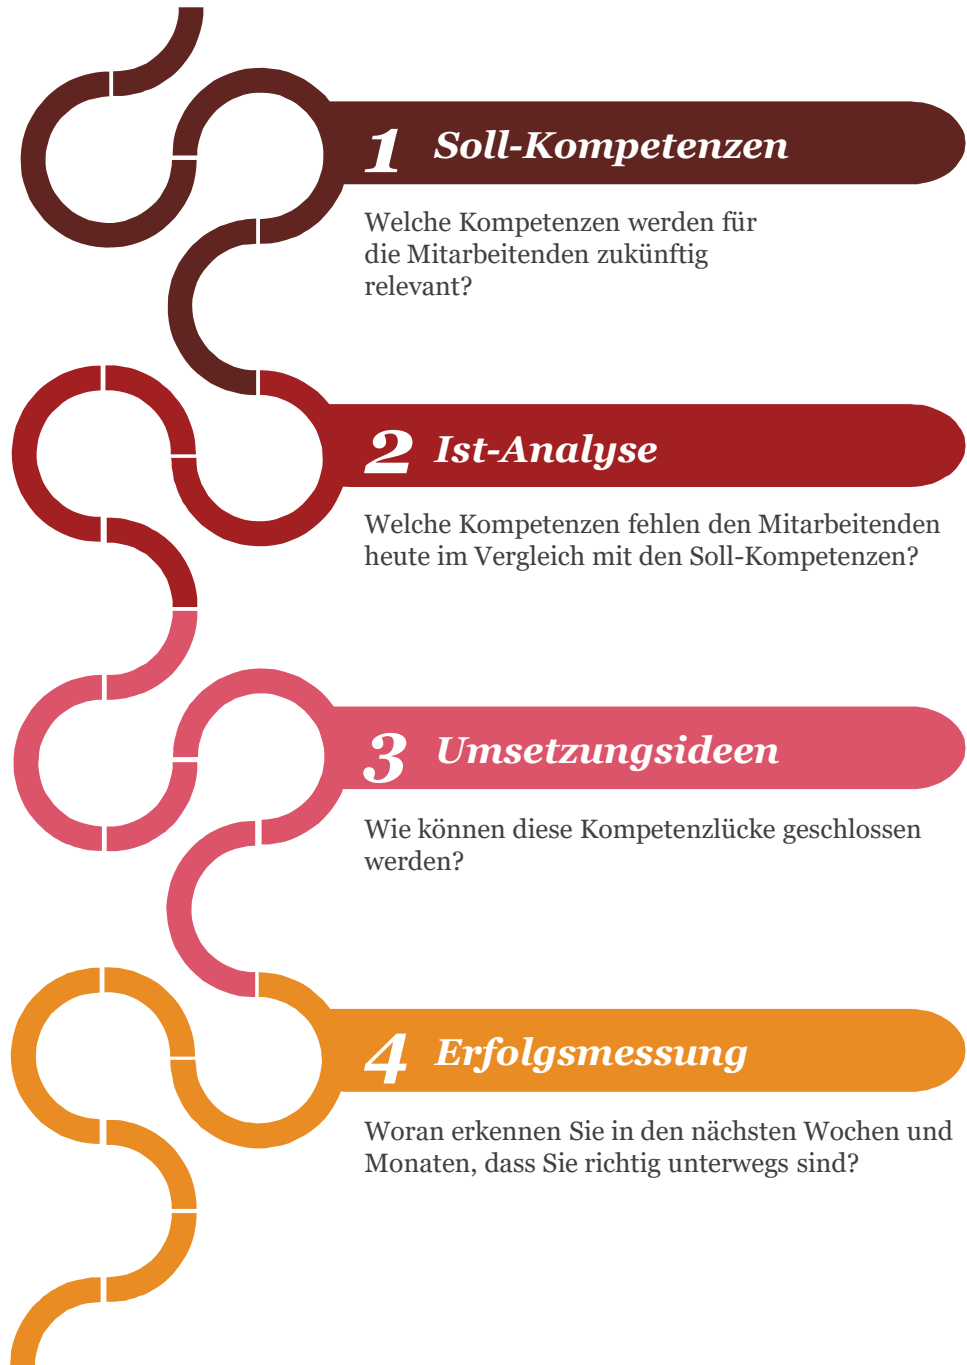 1 Soll-Kompetenzen
Welche Kompetenzen werden für
die Mitarbeitenden zukünftig
relevant?
2 Ist-Analyse
Welche Kompetenzen fehlen den Mitarbeitenden
heute im Vergleich mit den Soll-Kompetenzen?
3 Umsetzungsideen
Wie können diese Kompetenzlücke geschlossen
werden?
4 Erfolgsmessung
Woran erkennen Sie in den nächsten Wochen und
Monaten, dass Sie richtig unterwegs sind?